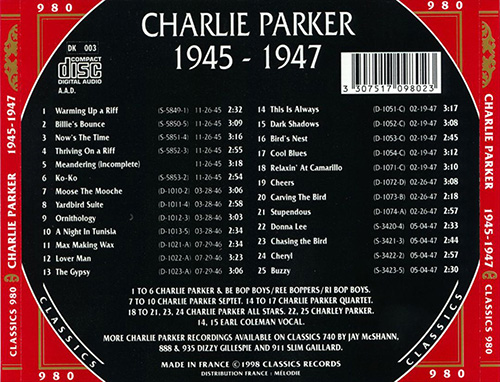 980
980
CHARLIE PARKER
1945 - 1947
DK 003
COMPACT
disc
DIGITAL AUDIO
A.A.D.
3 307517 098023
1 Warming Up a Riff (S-5849-1) 11-26-45 2:32
2 Billie's Bounce (S-5850-5) 11-26-45 3:09
3 Now's The Time (S-5851-4) 11-26-45 3:16
4 Thriving On a Riff (S-5852-3) 11-26-45 2:55
5 Meandering (incomplete) 11-26-45 3:18
6 Ko-Ko (S-5853-2) 11-26-45 2:54
7 Moose The Mooche (D-1010-2) 03-28-46 3:06
8 Yardbird Suite (D-1011-4) 03-28-46 2:58
9 Ornithology (D-1012-3) 03-28-46 3:03
10 A Night In Tunisia (D-1013-5) 03-28-46 3:08
11 Max Making Wax (D-1021-A) 07-29-46 2:34
12 Lover Man (D-1022-A) 07-29-46 3:23
13 The Gypsy (D-1023-A) 07-29-46 3:06
14 This Is Always (D-1051-C) 02-19-47 3:17
15 Dark Shadows (D-1052-C) 02-19-47 3:08
16 Bird's Nest (D-1053-C) 02-19-47 2:45
17 Cool Blues (D-1054-C) 02-19-47 3:12
18 Relaxin' At Camarillo (D-1071-C) 02-26-47 3:10
19 Cheers (D-1072-D) 02-26-47 3:08
20 Carving The Bird (D-1073-B) 02-26-47 2:18
21 Stupendous (D-1074-A) 02-26-47 2:57
22 Donna Lee (S-3420-4) 05-08-47 2:33
23 Chasing the Bird (S-3421-3) 05-08-47 2:44
24 Cheryl (S-3422-2) 05-08-47 2:57
25 Buzzy (S-3423-5) 05-08-47 2:30
1 TO 6 CHARLIE PARKER & BE BOP BOYS/REE BOPPERS/RI BOP BOYS.
7 TO 10 CHARLIE PARKER SEPTET. 14 TO 17 CHARLIE PARKER QUARTET.
18 TO 21, 23, 24 CHARLIE PARKER ALL STARS. 22, 25 CHARLEY PARKER.
14, 15 EARL COLEMAN VOCAL.
MORE CHARLIE PARKER RECORDINGS AVAILABLE ON CLASSICS 740 BY JAY McSHANN,
888 & 935 DIZZY GILLESPIE AND 911 SLIM GAILLARD.
MADE IN FRANCE ℗ 1998 CLASSICS RECORDS
DISTRIBUTION FRANCE - MÉLODIE
CLASSICS
CLASSICS
CLASSICS 980 CHARLIE PARKER 1945-1947
CHARLIE PARKER 1945-1947 CLASSICS 980
980
980